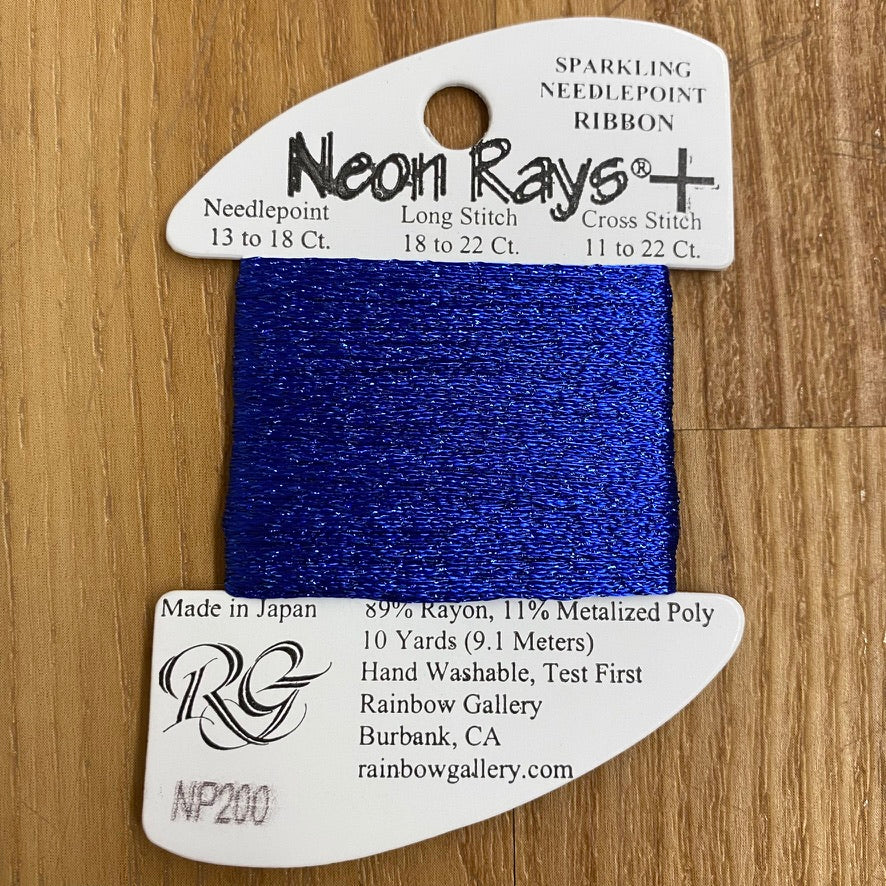 SPARKLING
NEEDLEPOINT
RIBBON
Neon Rays®+
Needlepoint Long Stitch Cross Stitch
13 to 18 Ct. 18 to 22 Ct. 11 to 22 Ct.
Made in Japan 89% Rayon, 11% Metalized Poly
10 Yards (9.1 Meters)
Hand Washable, Test First
Rainbow Gallery
Burbank, CA
rainbowgallery.com
RG
NP200